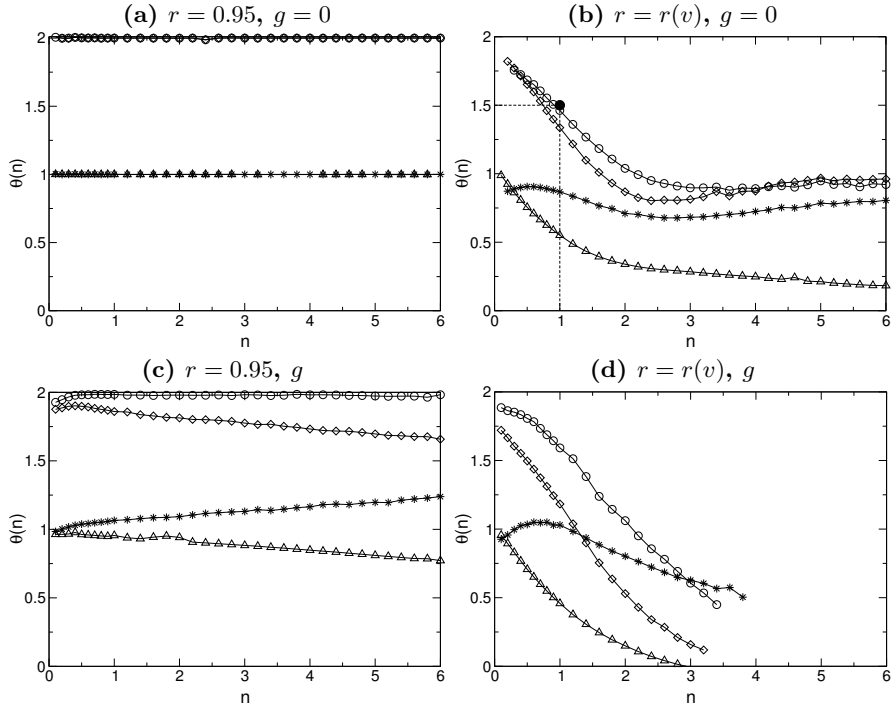 (a) r = 0.95, g = 0
(b) r = r(v), g = 0
2
1.5
1
0.5
0
θ(n)
0 1 2 3 4 5 6
n
2
1.5
1
0.5
0
θ(n)
0 1 2 3 4 5 6
n
(c) r = 0.95, g
(d) r = r(v), g
2
1.5
1
0.5
0
θ(n)
0 1 2 3 4 5 6
n
2
1.5
1
0.5
0
θ(n)
0 1 2 3 4 5 6
n